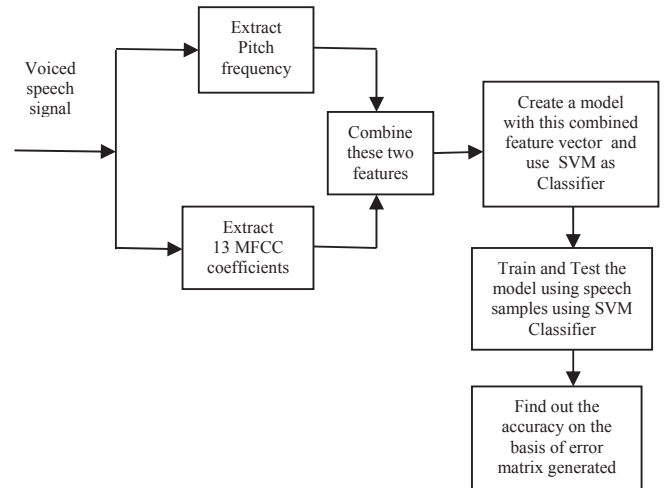 Voiced
speech
signal
Extract
Pitch
frequency
Extract
13 MFCC
coefficients
Combine
these two
features
Create a model
with this combined
feature vector and
use SVM as
Classifier
Train and Test the
model using speech
samples using SVM
Classifier
Find out the
accuracy on the
basis of error
matrix generated